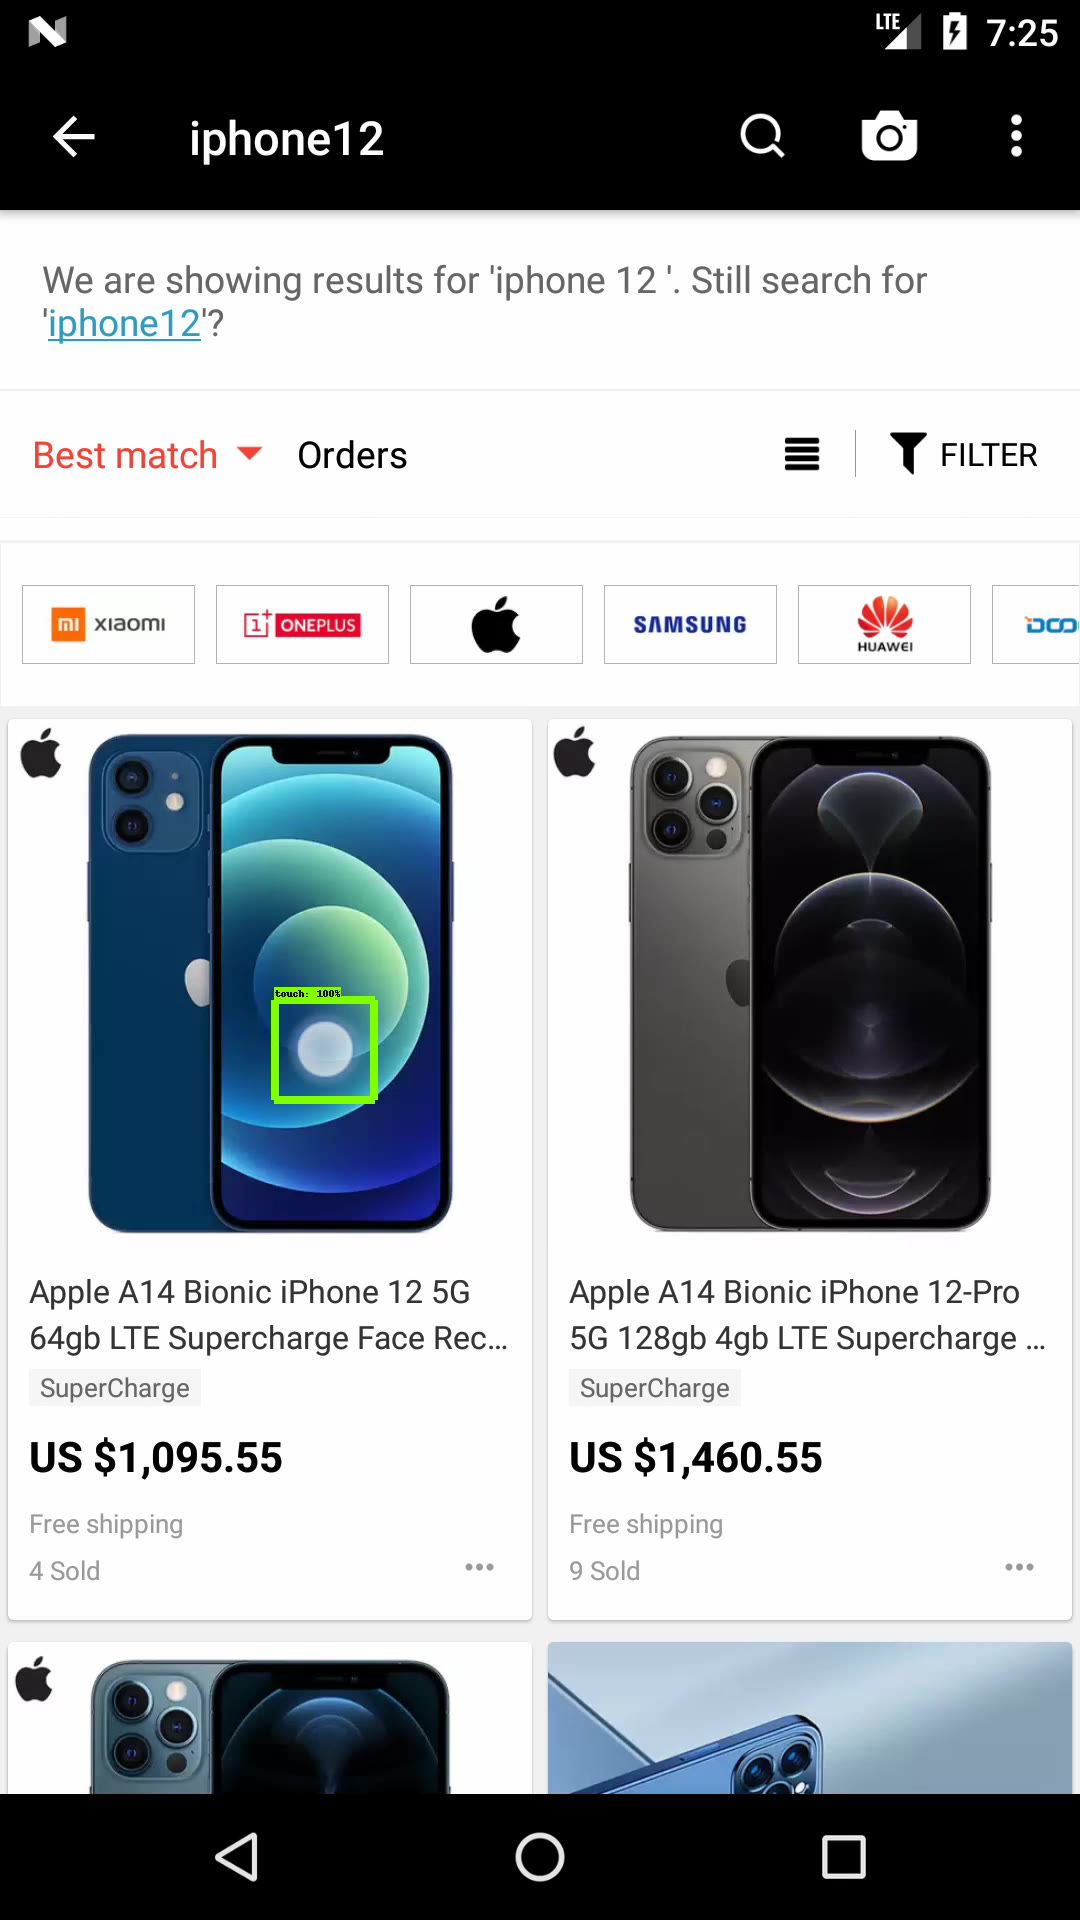 LTE 7:25
iphone12
We are showing results for 'iphone 12 '. Still search for
'iphone12'?
Best match Orders FILTER
mi xiaomi
1+ ONEPLUS
SAMSUNG
HUAWEI
touch: 100%
Apple A14 Bionic iPhone 12 5G
64gb LTE Supercharge Face Rec...
SuperCharge
US $1,095.55
Free shipping
4 Sold
Apple A14 Bionic iPhone 12-Pro
5G 128gb 4gb LTE Supercharge ...
SuperCharge
US $1,460.55
Free shipping
9 Sold